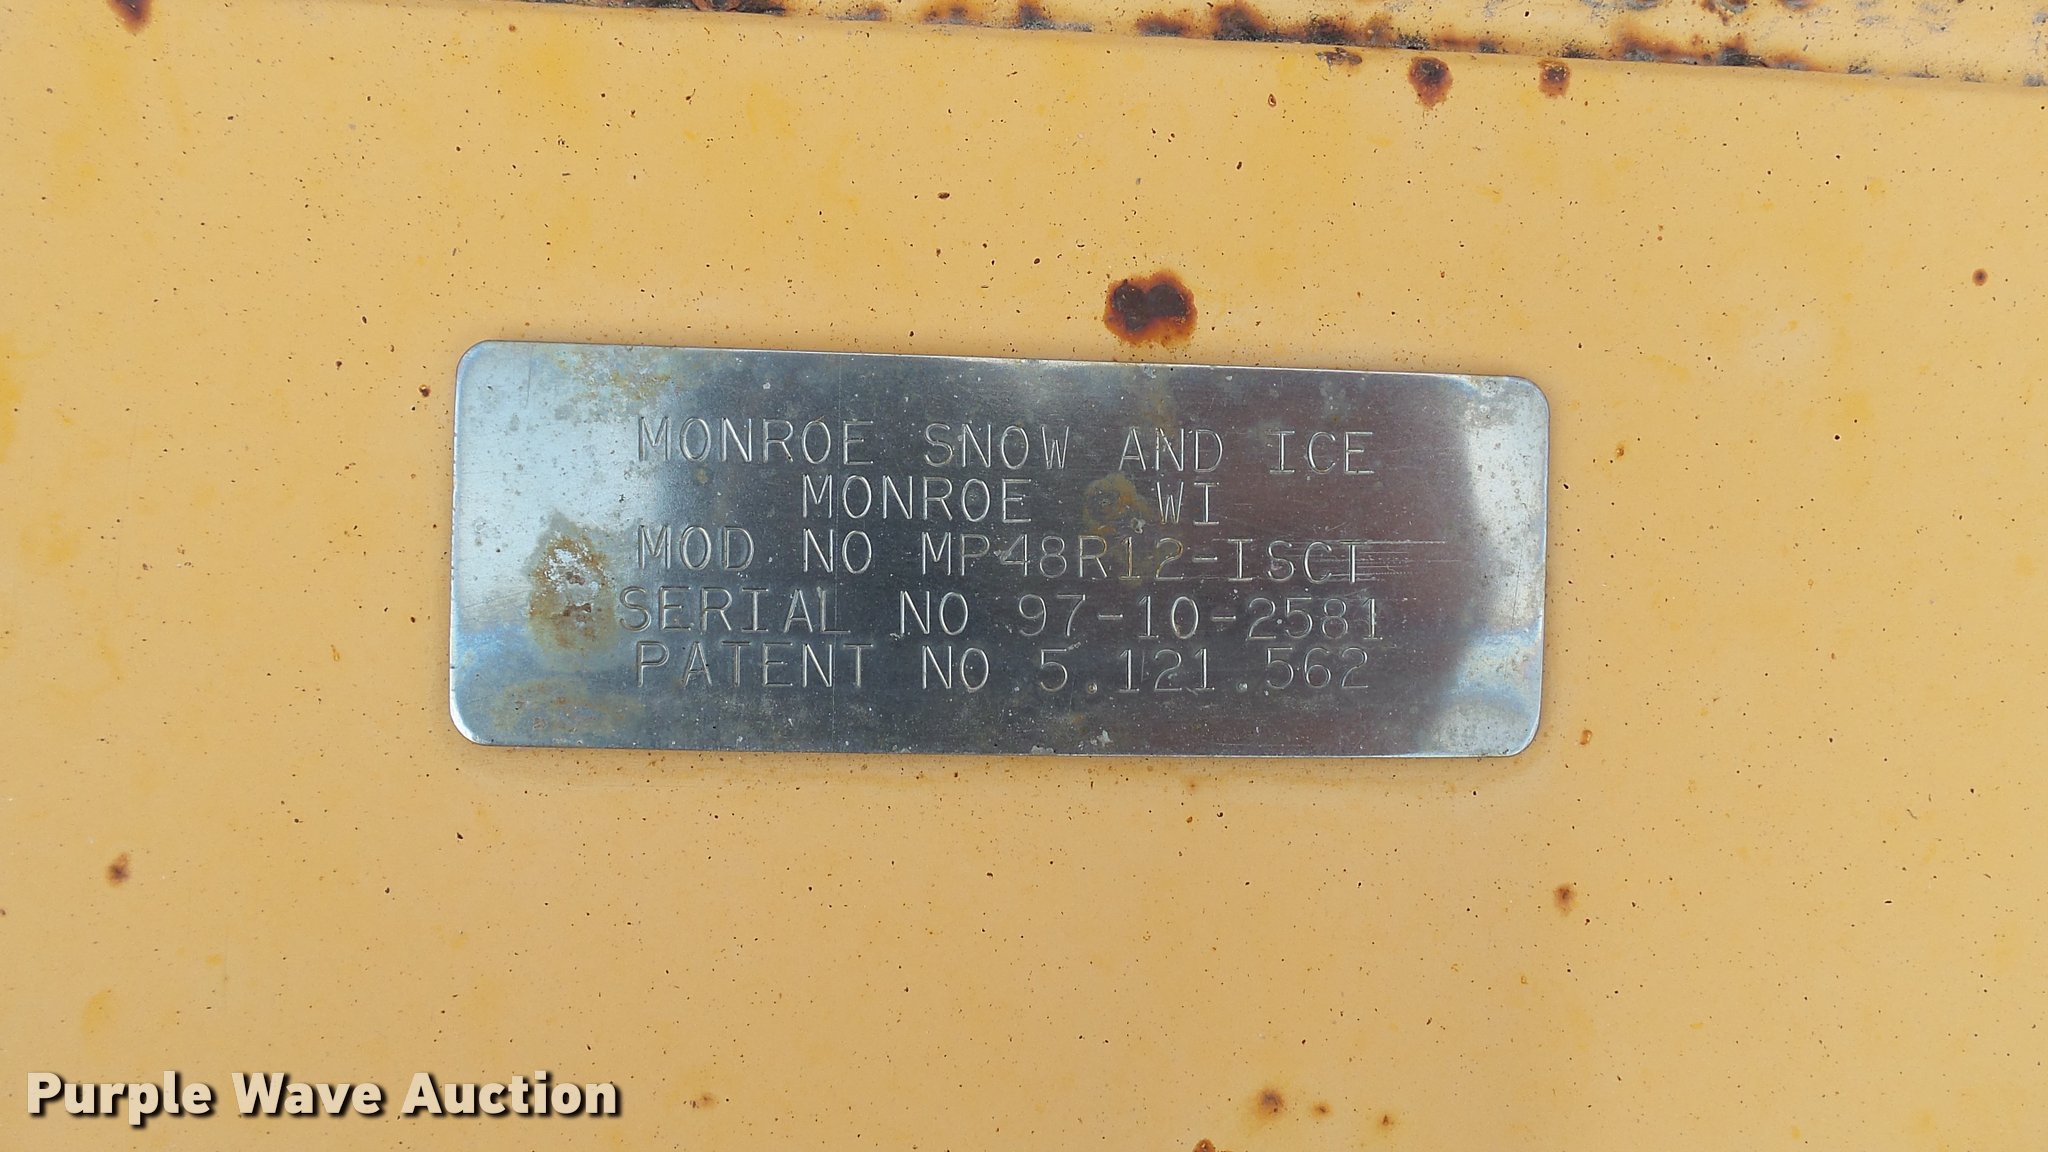 MONROE SNOW AND ICE
MONROE WI
MOD NO MP48R12-ISCT
SERIAL NO 97-10-2581
PATENT NO 5.121.562
Purple Wave Auction